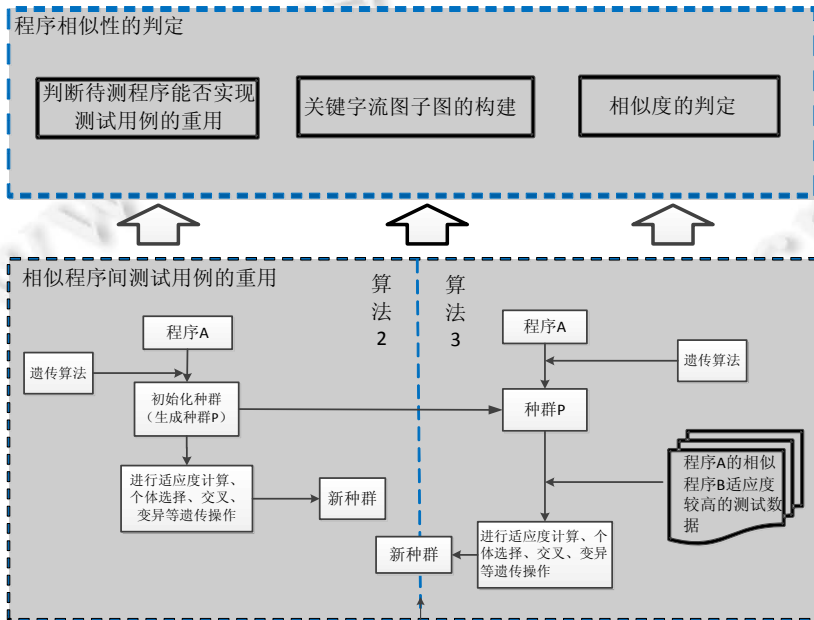 程序相似性的判定
判断待测程序能否实现
测试用例的重用
关键字流图子图的构建
相似度的判定
相似程序间测试用例的重用
算法2
算法3
程序A
遗传算法
初始化种群
（生成种群P）
进行适应度计算、
个体选择、交叉、
变异等遗传操作
新种群
程序A
遗传算法
种群P
程序A的相似
程序B适应度
较高的测试数
据
进行适应度计算、个
体选择、交叉、变异
等遗传操作
新种群